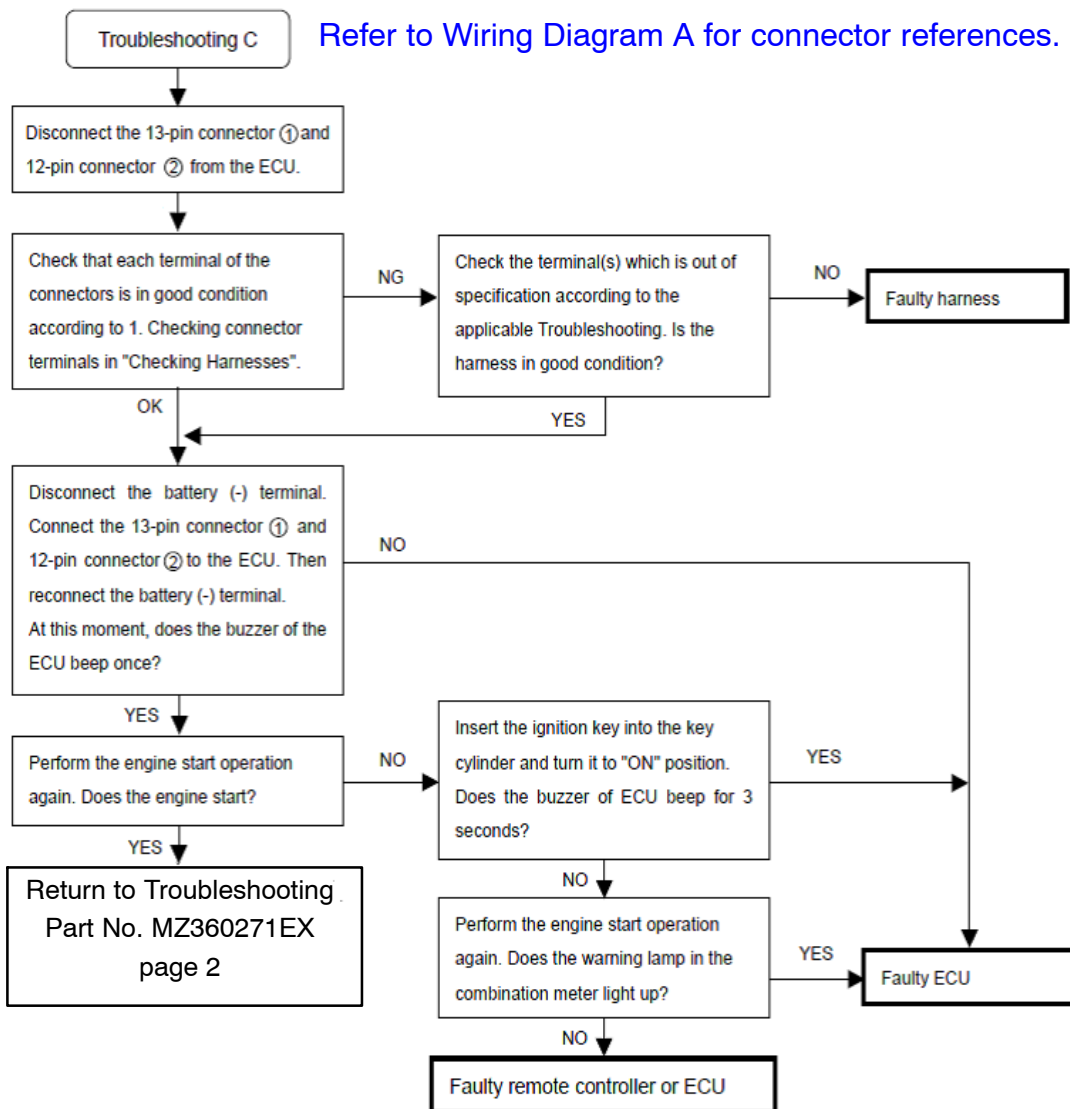 Troubleshooting C
Refer to Wiring Diagram A for connector references.
Disconnect the 13-pin connector ① and
12-pin connector ② from the ECU.
Check that each terminal of the
connectors is in good condition
according to 1. Checking connector
terminals in "Checking Harnesses".
NG
Check the terminal(s) which is out of
specification according to the
applicable Troubleshooting. Is the
harness in good condition?
NO
Faulty harness
OK
YES
Disconnect the battery (-) terminal.
Connect the 13-pin connector ① and
12-pin connector ② to the ECU. Then
reconnect the battery (-) terminal.
At this moment, does the buzzer of the
ECU beep once?
NO
YES
Perform the engine start operation
again. Does the engine start?
NO
Insert the ignition key into the key
cylinder and turn it to "ON" position.
Does the buzzer of ECU beep for 3
seconds?
YES
YES
Return to Troubleshooting
Part No. MZ360271EX
page 2
NO
Perform the engine start operation
again. Does the warning lamp in the
combination meter light up?
YES
Faulty ECU
NO
Faulty remote controller or ECU